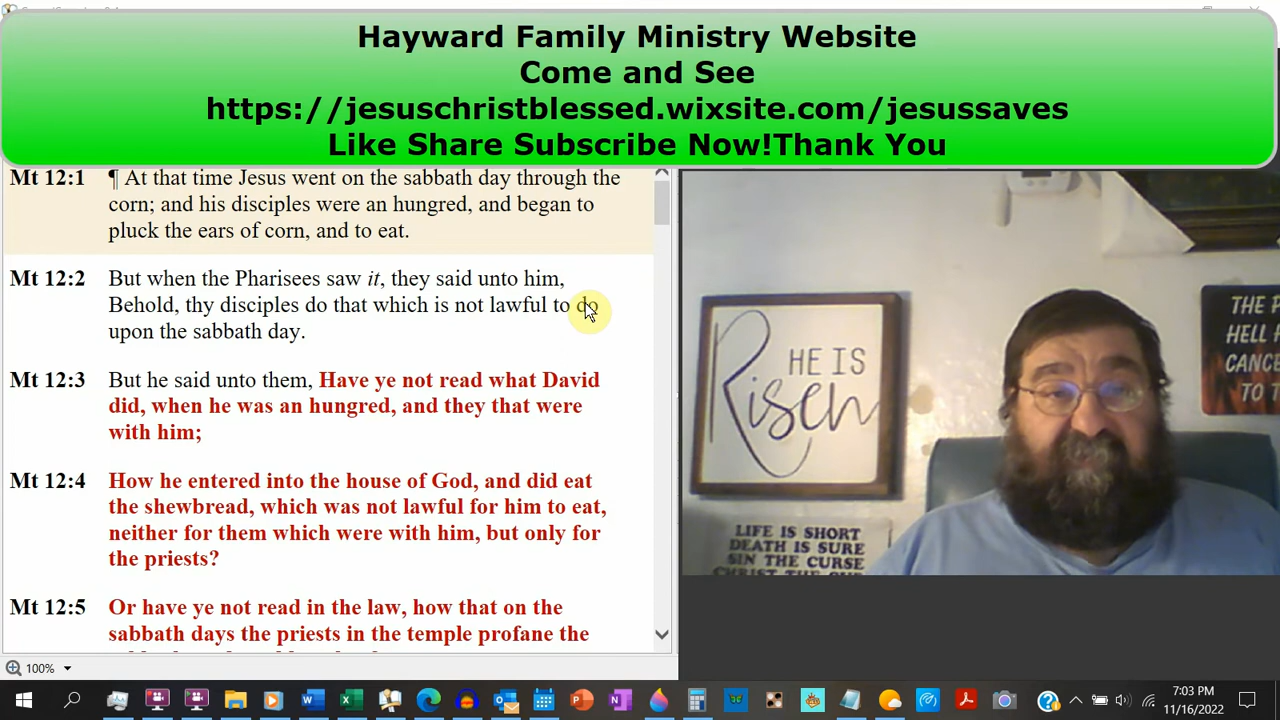 Hayward Family Ministry Website
Come and See
https://jesuschristblessed.wixsite.com/jesussaves
Like Share Subscribe Now!Thank You
Mt 12:1 ¶ At that time Jesus went on the sabbath day through the
corn; and his disciples were an hungred, and began to
pluck the ears of corn, and to eat.
Mt 12:2 But when the Pharisees saw it, they said unto him,
Behold, thy disciples do that which is not lawful to do
upon the sabbath day.
Mt 12:3 But he said unto them, Have ye not read what David
did, when he was an hungred, and they that were
with him;
Mt 12:4 How he entered into the house of God, and did eat
the shewbread, which was not lawful for him to eat,
neither for them which were with him, but only for
the priests?
Mt 12:5 Or have ye not read in the law, how that on the
sabbath days the priests in the temple profane the
100%
HE IS
Risen
LIFE IS SHORT
DEATH IS SURE
SIN THE CURSE
CHRIST THE
THE
HELL
TO
7:03 PM
11/16/2022